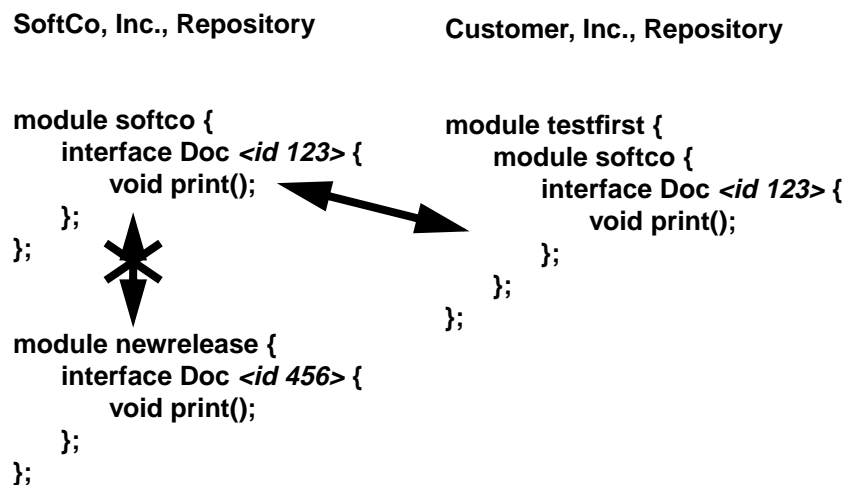 SoftCo, Inc., Repository
module softco {
interface Doc <id 123> {
void print();
};
};
module newrelease {
interface Doc <id 456> {
void print();
};
};
Customer, Inc., Repository
module testfirst {
module softco {
interface Doc <id 123> {
void print();
};
};
};